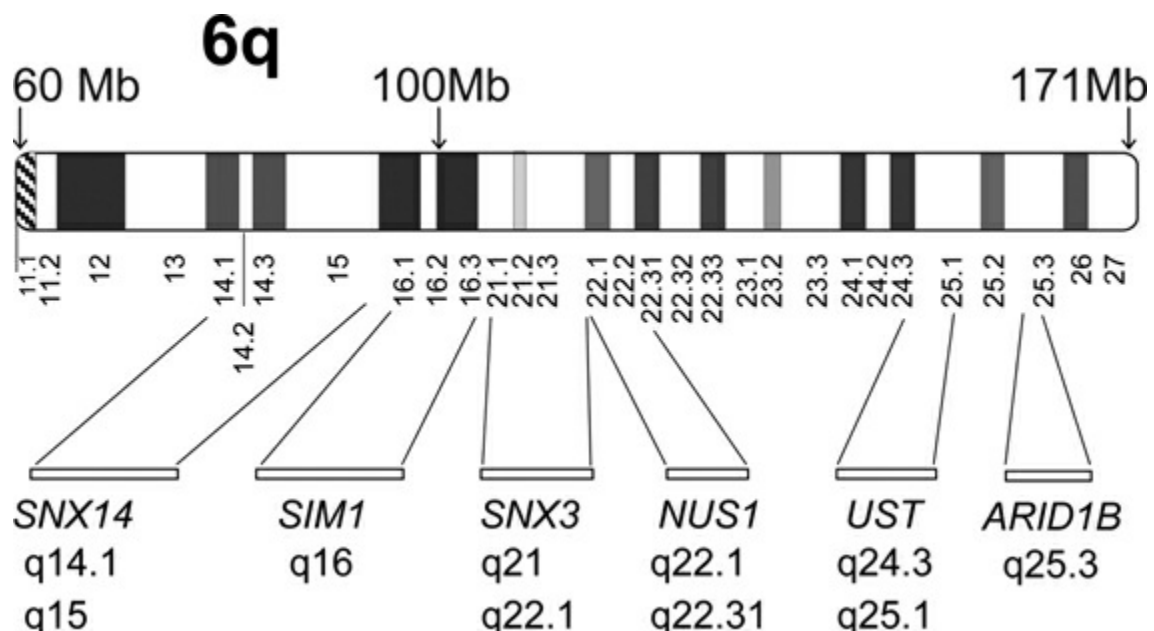 6q
60 Mb 100Mb 171Mb
11.1 11.2 12 13 14.1 14.2 14.3 15 16.1 16.2 16.3 21.1 21.2 21.3 22.1 22.2 22.31 22.32 22.33 23.1 23.2 23.3 24.1 24.2 24.3 25.1 25.2 25.3 26 27
SNX14 SIM1 SNX3 NUS1 UST ARID1B
q14.1 q16 q21 q22.1 q24.3 q25.3
q15 q22.1 q22.31 q25.1